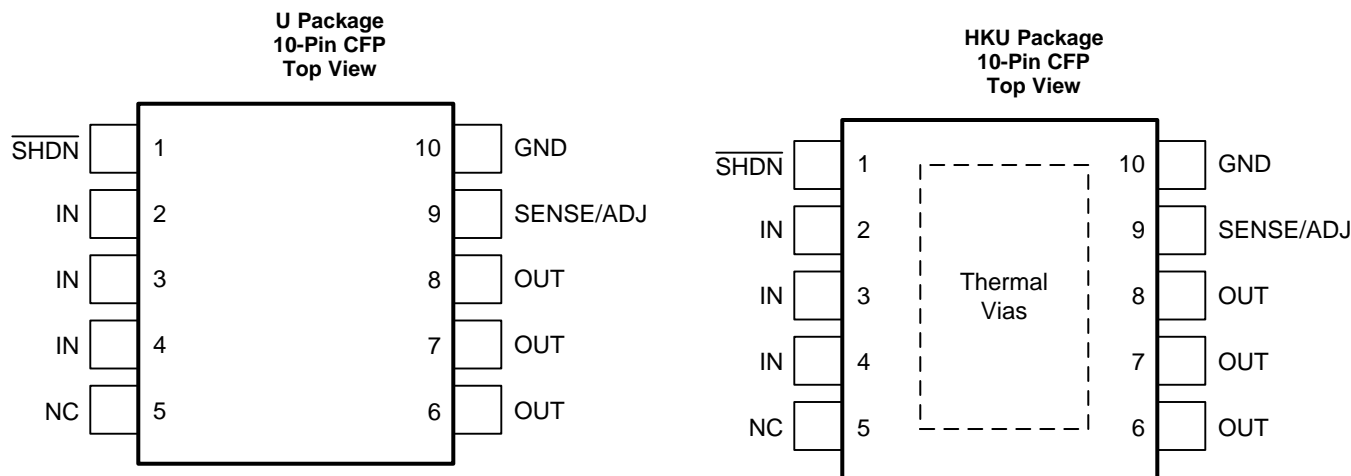 U Package
10-Pin CFP
Top View
SHDN 1 10 GND
IN 2 9 SENSE/ADJ
IN 3 8 OUT
IN 4 7 OUT
NC 5 6 OUT
HKU Package
10-Pin CFP
Top View
SHDN 1 10 GND
IN 2 9 SENSE/ADJ
IN 3 Thermal 8 OUT
Vias
IN 4 7 OUT
NC 5 6 OUT